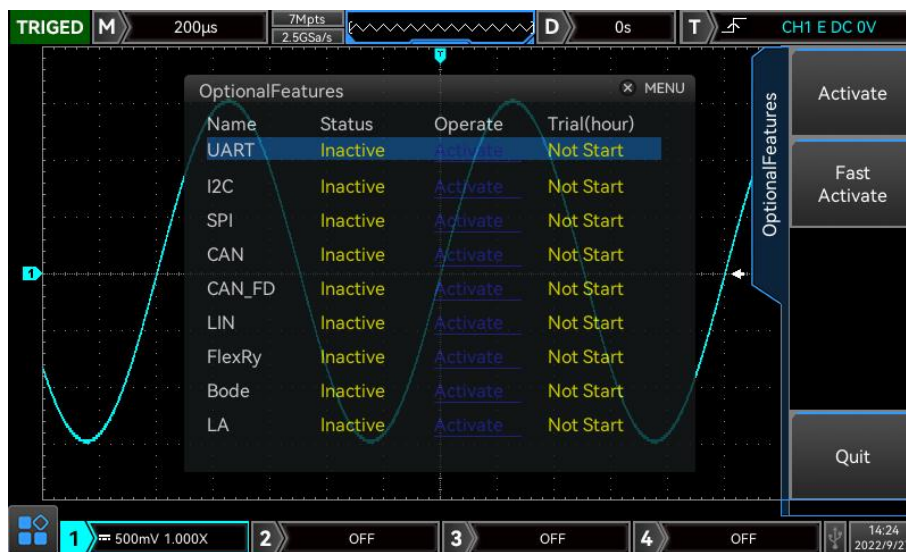 TRIGED M 200μs 7Mpts D 0s T CH1 E DC 0V
2.5GSa/s
T
OptionalFeatures MENU
Name Status Operate Trial(hour)
UART Inactive Activate Not Start
I2C Inactive Activate Not Start
SPI Inactive Activate Not Start
CAN Inactive Activate Not Start
CAN_FD Inactive Activate Not Start
LIN Inactive Activate Not Start
FlexRy Inactive Activate Not Start
Bode Inactive Activate Not Start
LA Inactive Activate Not Start
1
OptionalFeatures
Activate
Fast
Activate
Quit
1 500mV 1.000X 2 OFF 3 OFF 4 OFF
14:24
2022/9/2